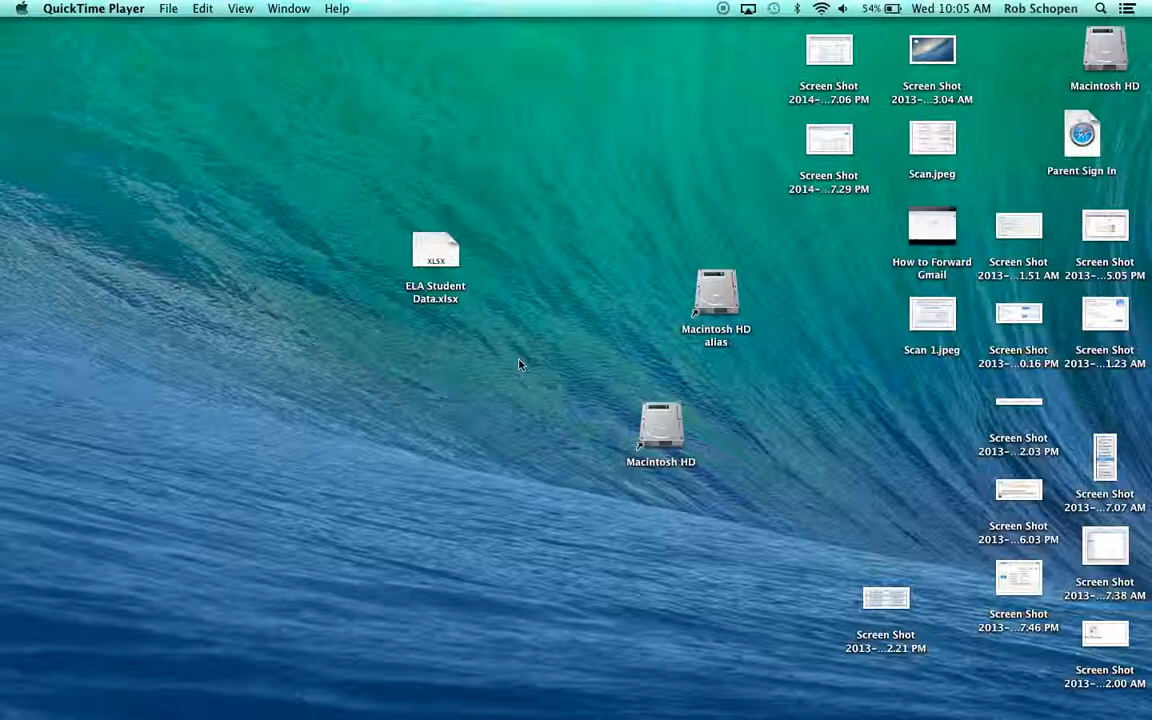 QuickTime Player File Edit View Window Help 54% Wed 10:05 AM Rob Schopen
Screen Shot
2014-...7.06 PM
Screen Shot
2013-...3.04 AM
Macintosh HD
Screen Shot
2014-...7.29 PM
Scan.jpeg
Parent Sign In
XLSX
ELA Student
Data.xlsx
Macintosh HD
alias
How to Forward
Gmail
Screen Shot
2013-...1.51 AM
Screen Shot
2013-...5.05 PM
Scan 1.jpeg
Screen Shot
2013-...0.16 PM
Screen Shot
2013-...1.23 AM
Macintosh HD
Screen Shot
2013-...2.03 PM
Screen Shot
2013-...7.07 AM
Screen Shot
2013-...6.03 PM
Screen Shot
2013-...7.38 AM
Screen Shot
2013-...7.46 PM
Screen Shot
2013-...2.21 PM
Screen Shot
2013-...2.00 AM